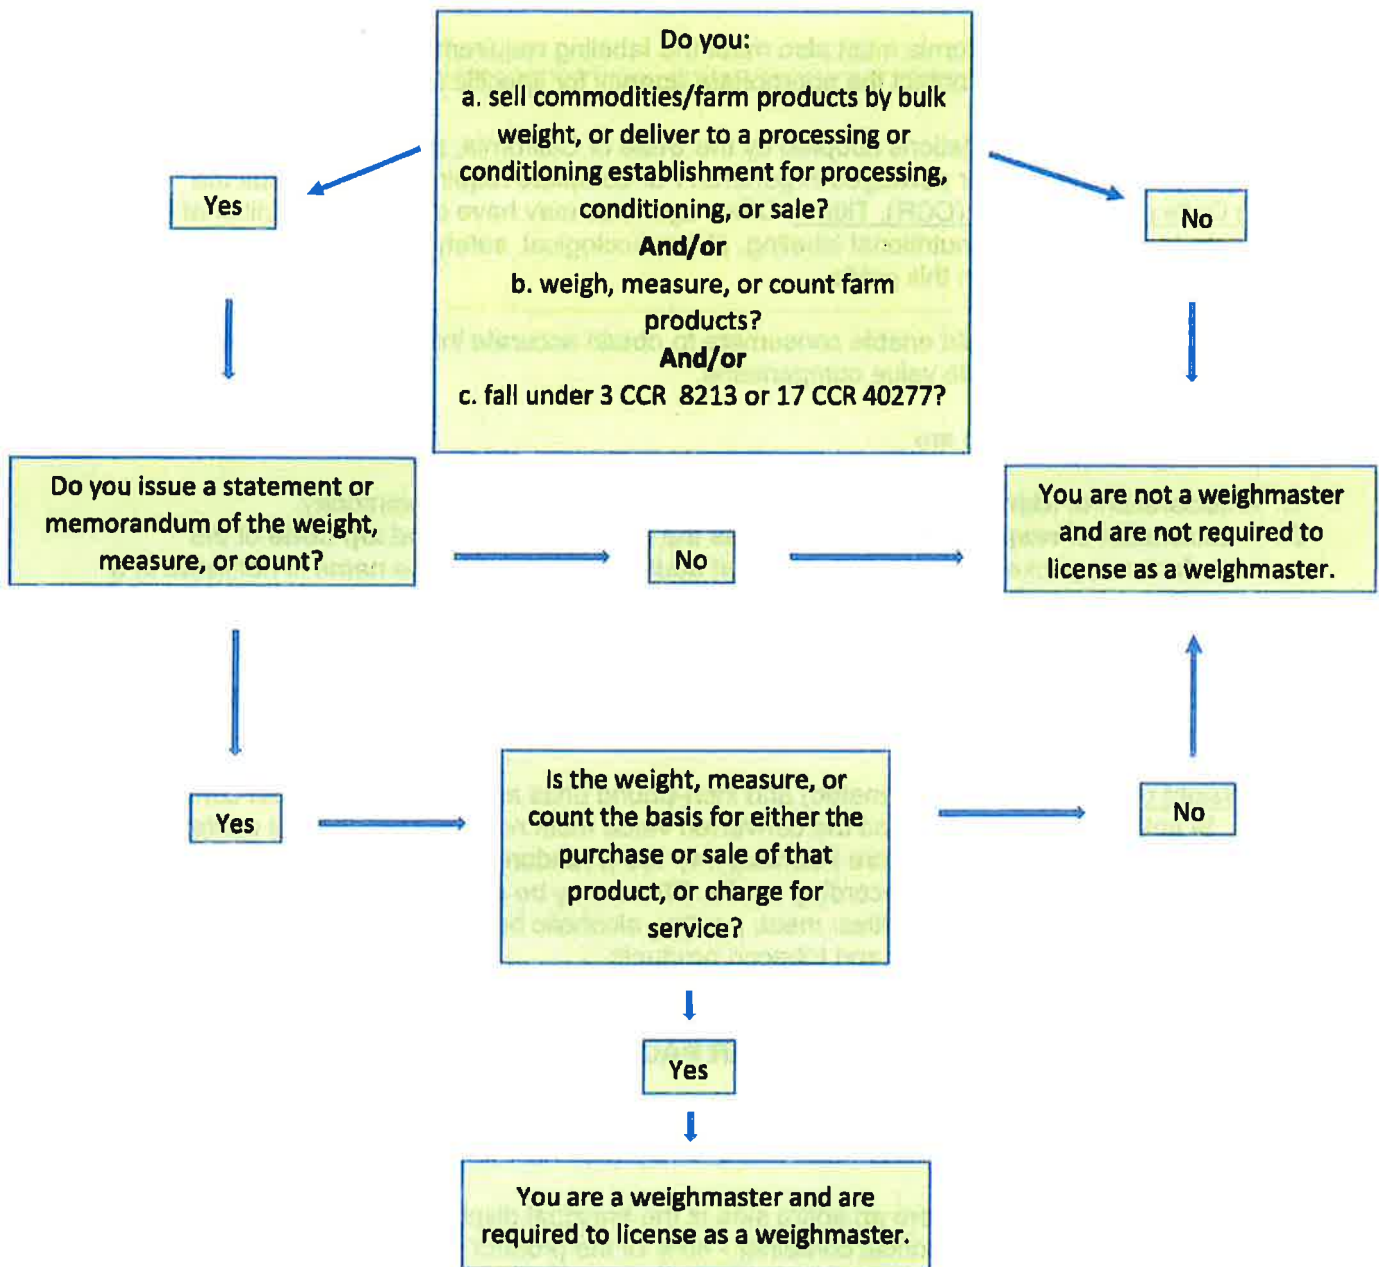 Do you:
a. sell commodities/farm products by bulk
weight, or deliver to a processing or
conditioning establishment for processing,
conditioning, or sale?
And/or
b. weigh, measure, or count farm
products?
And/or
c. fall under 3 CCR 8213 or 17 CCR 40277?
Yes
No
Do you issue a statement or
memorandum of the weight,
measure, or count?
No
You are not a weighmaster
and are not required to
license as a weighmaster.
Yes
Is the weight, measure, or
count the basis for either the
purchase or sale of that
product, or charge for
service?
No
Yes
You are a weighmaster and are
required to license as a weighmaster.